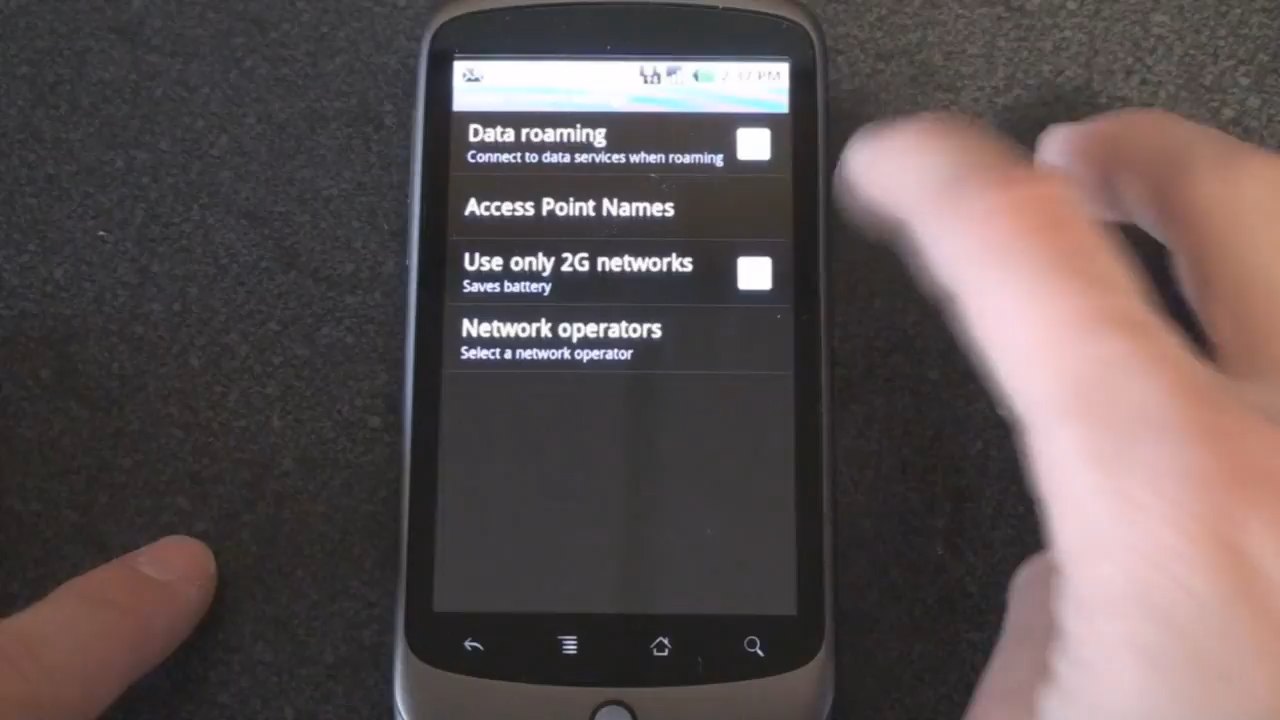 Data roaming
Connect to data services when roaming
Access Point Names
Use only 2G networks
Saves battery
Network operators
Select a network operator